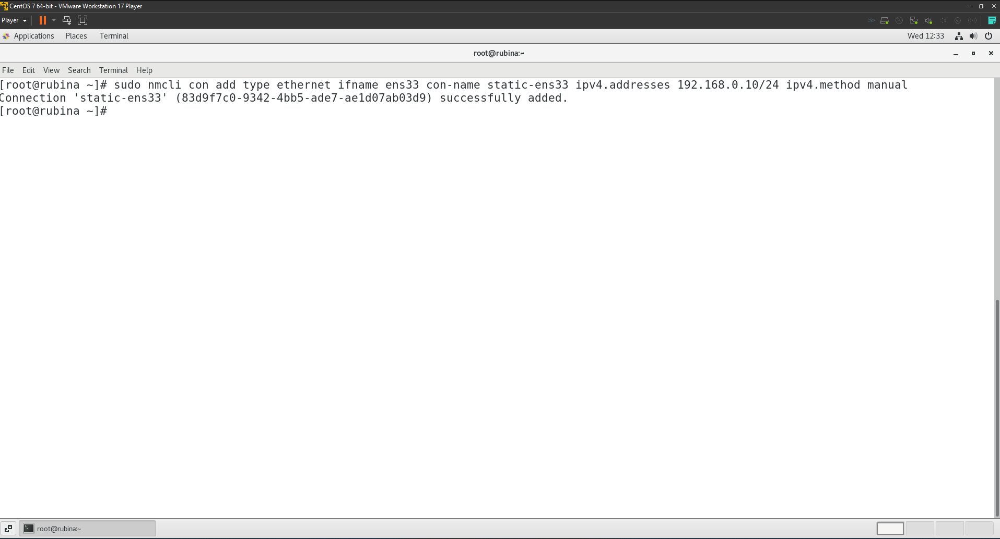 CentOS 7 64-bit - VMware Workstation 17 Player
Player
Applications Places Terminal Wed 12:33
root@rubina:~
File Edit View Search Terminal Help
[root@rubina ~]# sudo nmcli con add type ethernet ifname ens33 con-name static-ens33 ipv4.addresses 192.168.0.10/24 ipv4.method manual
Connection 'static-ens33' (83d9f7c0-9342-4bb5-ade7-ae1d07ab03d9) successfully added.
[root@rubina ~]#
root@rubina:~